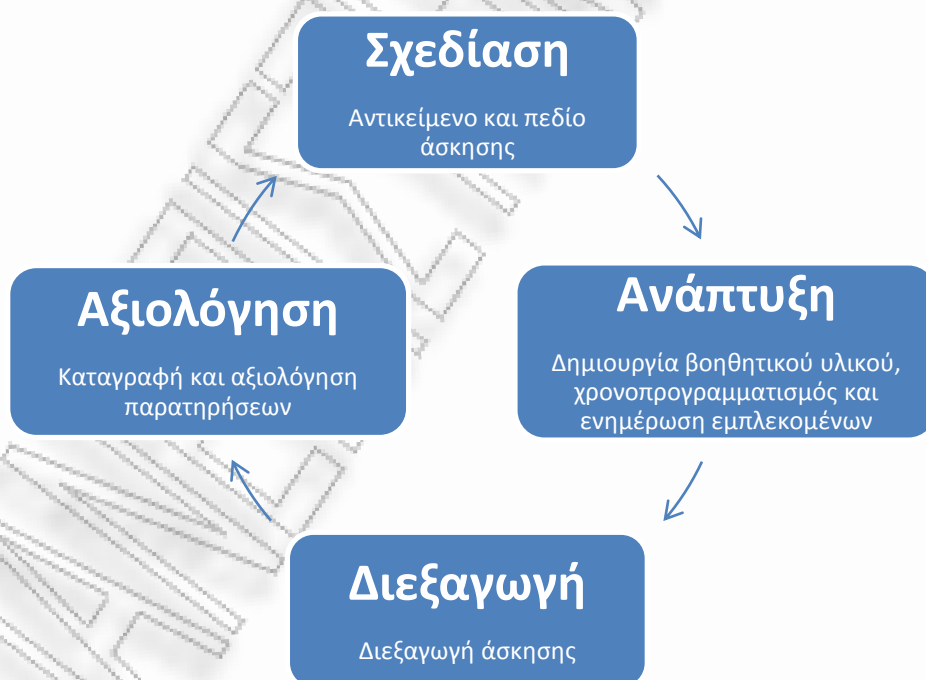 Σχεδίαση
Αντικείμενο και πεδίο
άσκησης
Ανάπτυξη
Δημιουργία βοηθητικού υλικού,
χρονοπρογραμματισμός και
ενημέρωση εμπλεκομένων
Διεξαγωγή
Διεξαγωγή άσκησης
Αξιολόγηση
Καταγραφή και αξιολόγηση
παρατηρήσεων